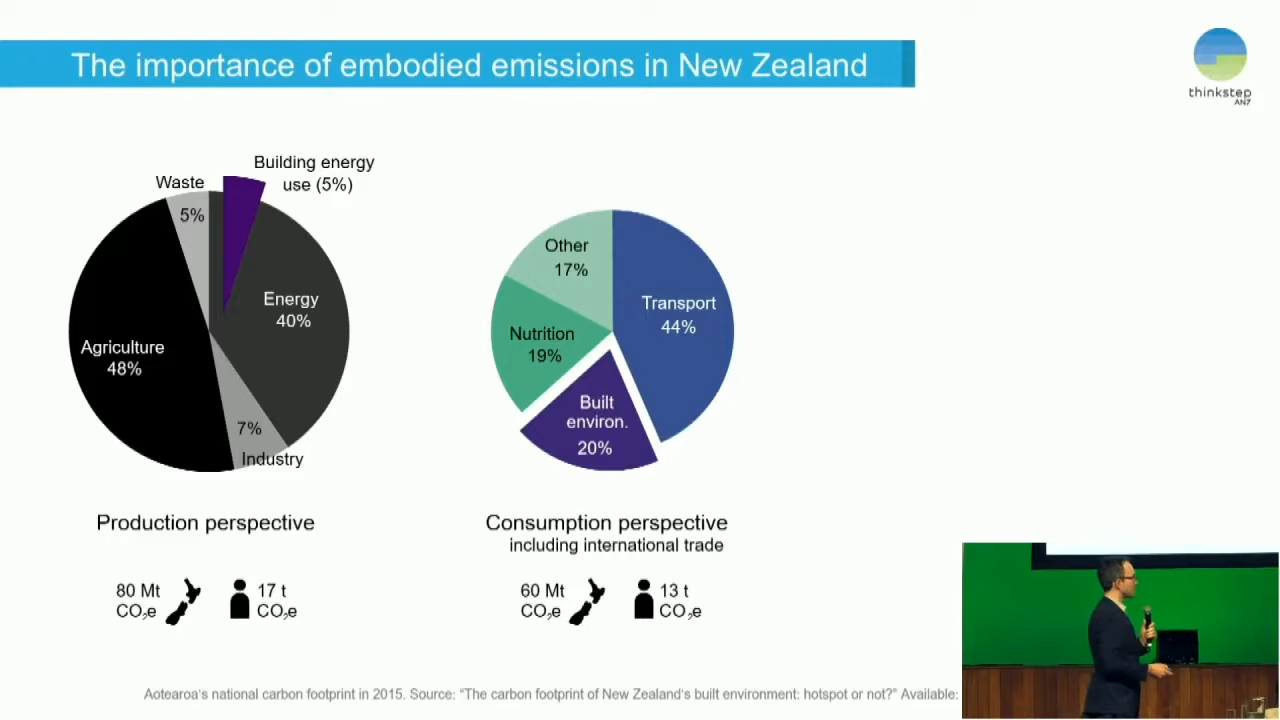 The importance of embodied emissions in New Zealand
thinkstep
ANZ
Building energy
use (5%)
Waste
5%
Energy
40%
Agriculture
48%
7%
Industry
Other
17%
Transport
44%
Nutrition
19%
Built
environ.
20%
Production perspective
Consumption perspective
including international trade
80 Mt
CO₂e
17 t
CO₂e
60 Mt
CO₂e
13 t
CO₂e
Aotearoa's national carbon footprint in 2015. Source: "The carbon footprint of New Zealand's built environment: hotspot or not?" Available: